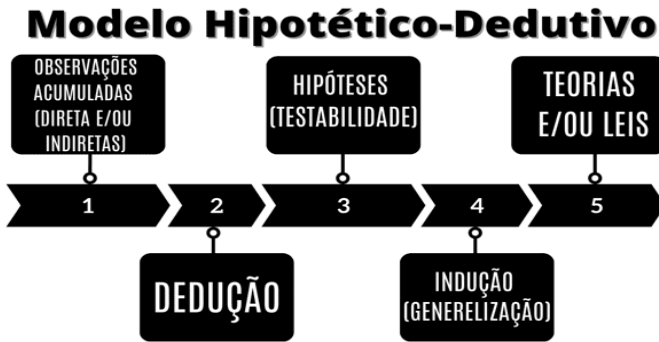 Modelo Hipotético-Dedutivo
OBSERVAÇÕES
ACUMULADAS
(DIRETA E/OU
INDIRETAS)
HIPÓTESES
(TESTABILIDADE)
TEORIAS
E/OU LEIS
1
2
3
4
5
DEDUÇÃO
INDUÇÃO
(GENERELIZAÇÃO)